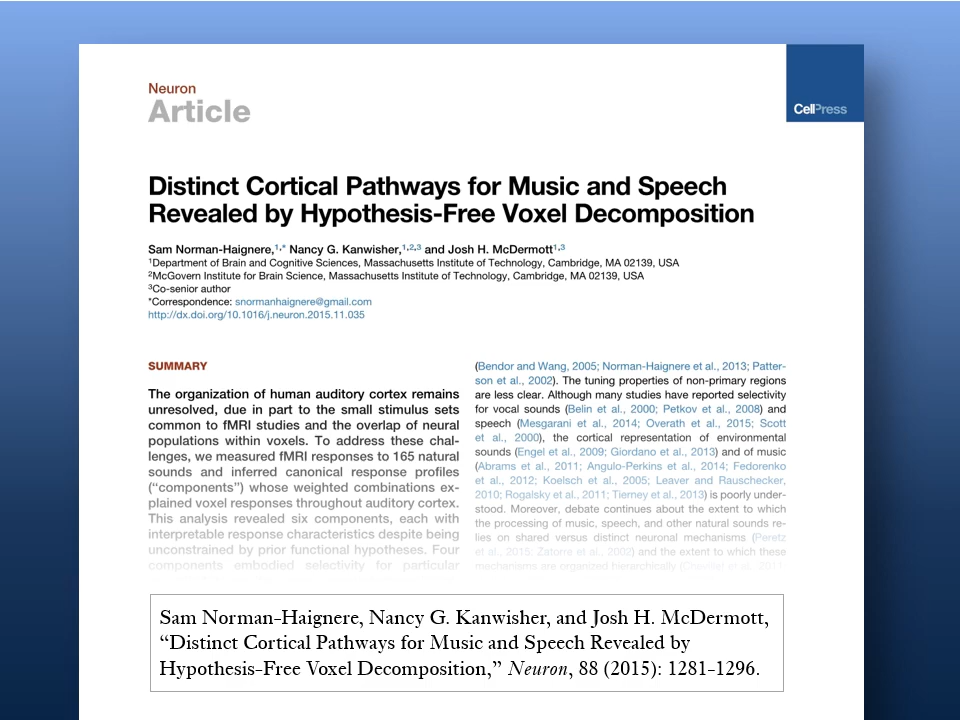 Neuron
Article
CellPress
Distinct Cortical Pathways for Music and Speech
Revealed by Hypothesis-Free Voxel Decomposition
Sam Norman-Haignere,1,* Nancy G. Kanwisher,1,2,3 and Josh H. McDermott1,3
1Department of Brain and Cognitive Sciences, Massachusetts Institute of Technology, Cambridge, MA 02139, USA
2McGovern Institute for Brain Science, Massachusetts Institute of Technology, Cambridge, MA 02139, USA
3Co-senior author
*Correspondence: snormanhaignere@gmail.com
http://dx.doi.org/10.1016/j.neuron.2015.11.035
SUMMARY
The organization of human auditory cortex remains
unresolved, due in part to the small stimulus sets
common to fMRI studies and the overlap of neural
populations within voxels. To address these chal-
lenges, we measured fMRI responses to 165 natural
sounds and inferred canonical response profiles
(“components”) whose weighted combinations ex-
plained voxel responses throughout auditory cortex.
This analysis revealed six components, each with
interpretable response characteristics despite being
unconstrained by prior functional hypotheses. Four
components embodied selectivity for particular
(Bendor and Wang, 2005; Norman-Haignere et al., 2013; Patter-
son et al., 2002). The tuning properties of non-primary regions
are less clear. Although many studies have reported selectivity
for vocal sounds (Belin et al., 2000; Petkov et al., 2008) and
speech (Mesgarani et al., 2014; Overath et al., 2015; Scott
et al., 2000), the cortical representation of environmental
sounds (Engel et al., 2009; Giordano et al., 2013) and of music
(Abrams et al., 2011; Angulo-Perkins et al., 2014; Fedorenko
et al., 2012; Koelsch et al., 2005; Leaver and Rauschecker,
2010; Rogalsky et al., 2011; Tierney et al., 2013) is poorly under-
stood. Moreover, debate continues about the extent to which
the processing of music, speech, and other natural sounds re-
lies on shared versus distinct neuronal mechanisms (Peretz
et al., 2015; Zatorre et al., 2002) and the extent to which these
mechanisms are organized hierarchically
Sam Norman-Haignere, Nancy G. Kanwisher, and Josh H. McDermott,
“Distinct Cortical Pathways for Music and Speech Revealed by
Hypothesis-Free Voxel Decomposition,” Neuron, 88 (2015): 1281-1296.